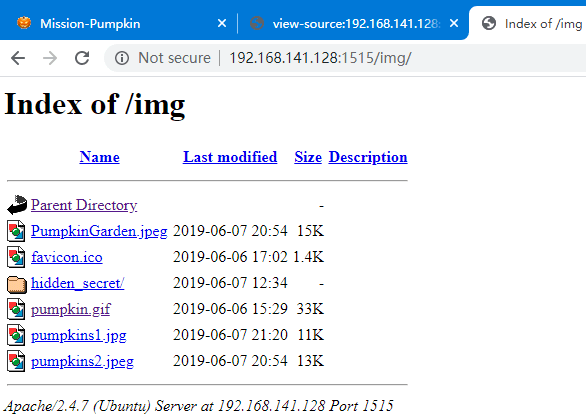 Mission-Pumpkin
view-source:192.168.141.128:
Index of /img
Not secure | 192.168.141.128:1515/img/
Index of /img
Name Last modified Size Description
Parent Directory -
PumpkinGarden.jpeg 2019-06-07 20:54 15K
favicon.ico 2019-06-06 17:02 1.4K
hidden_secret/ 2019-06-07 12:34 -
pumpkin.gif 2019-06-06 15:29 33K
pumpkins1.jpg 2019-06-07 21:20 11K
pumpkins2.jpeg 2019-06-07 20:54 13K
Apache/2.4.7 (Ubuntu) Server at 192.168.141.128 Port 1515